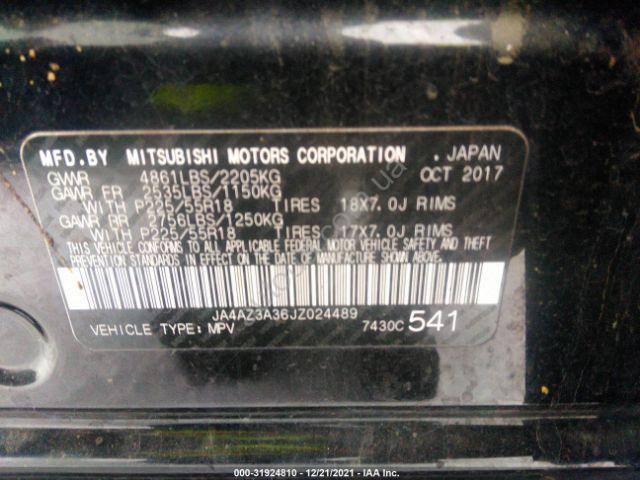 MFD.BY MITSUBISHI MOTORS CORPORATION . JAPAN
GVWR 4861LBS/2205KG OCT 2017
GAWR FR 2535LBS/1150KG
WITH P225/55R18 TIRES 18X7.0J RIMS
GAWR RR 2756LBS/1250KG
WITH P225/55R18 TIRES 17X7.0J RIMS
THIS VEHICLE CONFORMS TO ALL APPLICABLE FEDERAL MOTOR VEHICLE SAFETY AND THEFT
PREVENTION STANDARDS IN EFFECT ON THE DATE OF MANUFACTURE SHOWN ABOVE.
JA4AZ3A36JZ024489
VEHICLE TYPE: MPV 7430C 541
000-31924810 - 12/21/2021 - IAA Inc.